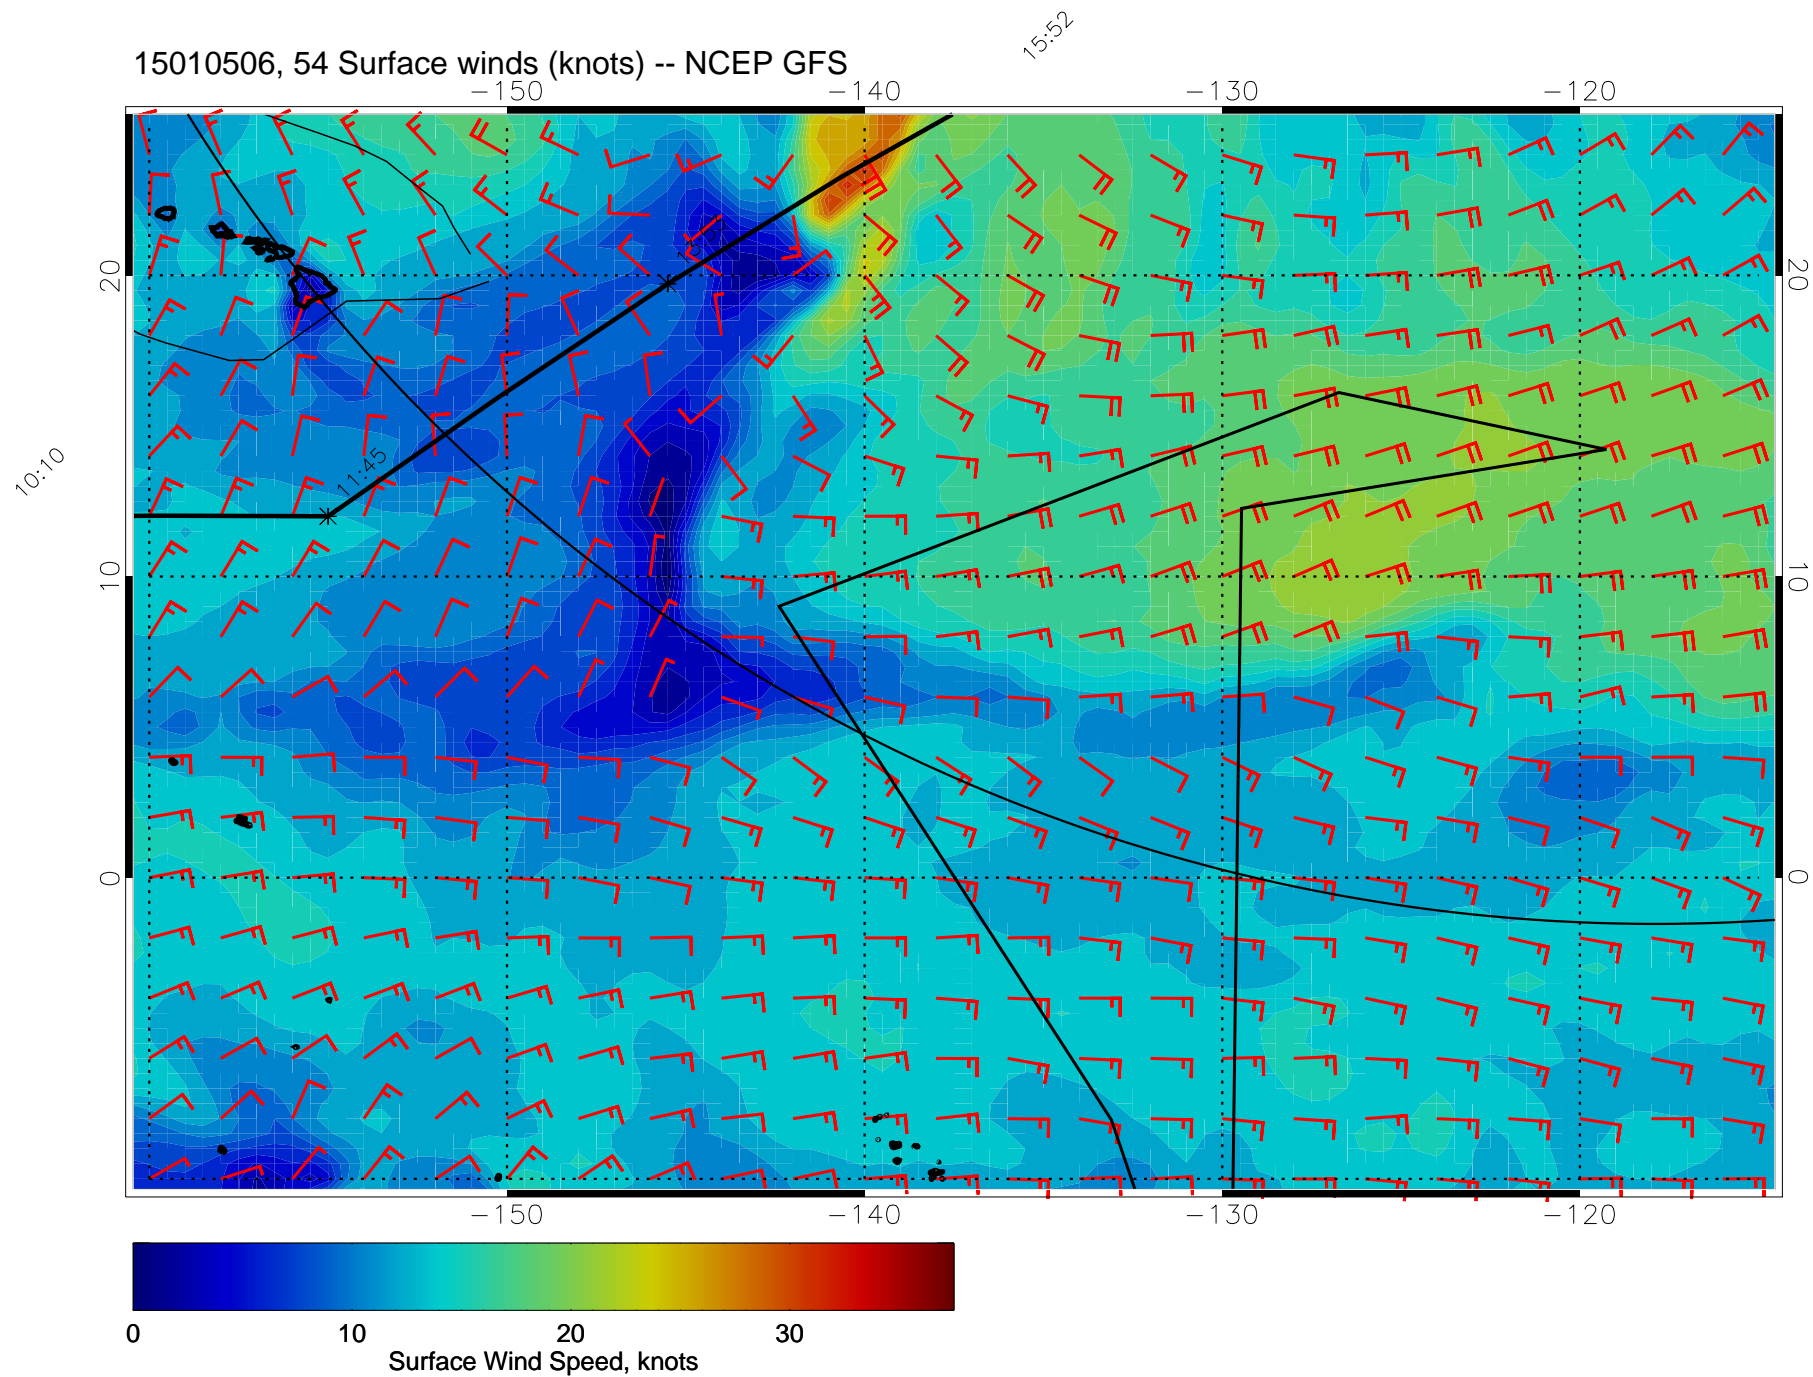 15:52
15010506, 54 Surface winds (knots) -- NCEP GFS
-150 -140 -130 -120
20 20
11:45
10:10
10 10
0 0
-150 -140 -130 -120
0 10 20 30
Surface Wind Speed, knots